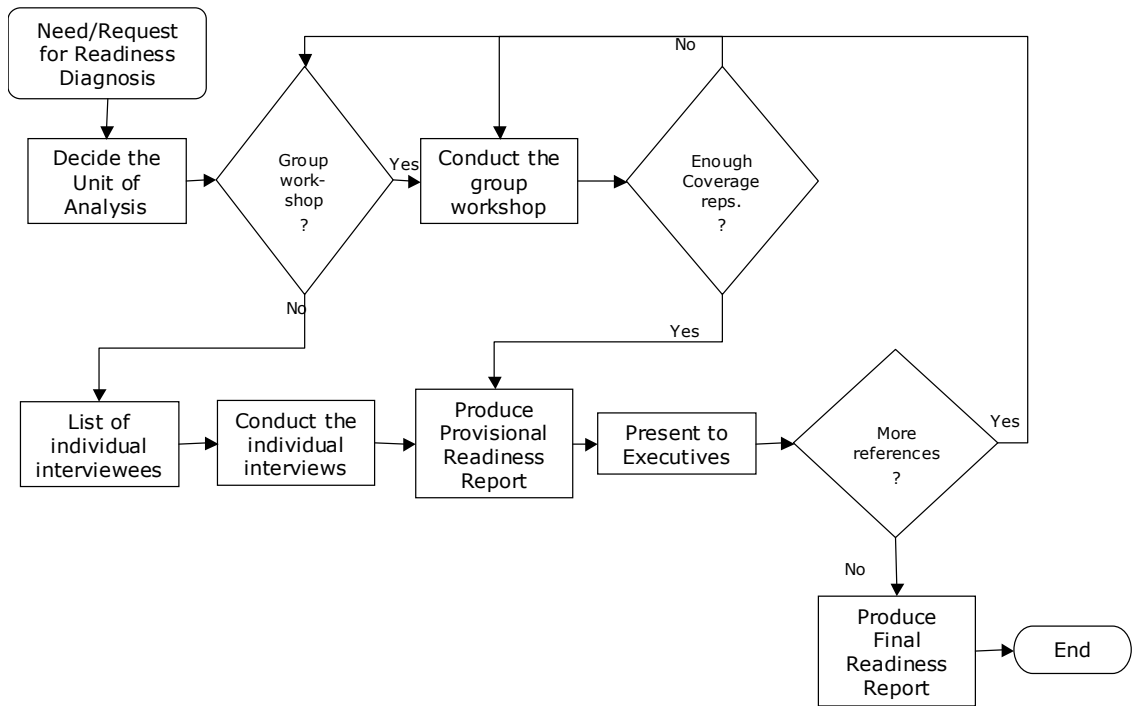 Need/Request
for Readiness
Diagnosis
Decide the
Unit of
Analysis
Group
work-
shop
?
Yes
No
Conduct the
group
workshop
Enough
Coverage
reps.
?
No
Yes
List of
individual
interviewees
Conduct the
individual
interviews
Produce
Provisional
Readiness
Report
Present to
Executives
More
references
?
Yes
No
Produce
Final
Readiness
Report
End